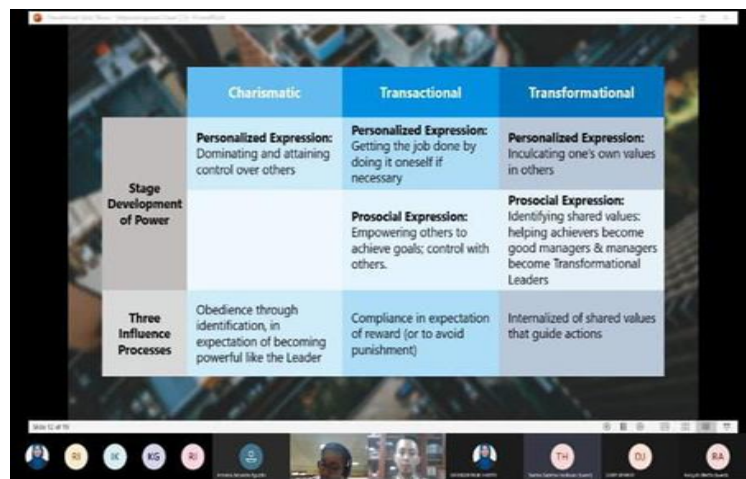 Charismatic
Transactional
Transformational
Stage
Development
of Power
Personalized Expression:
Dominating and attaining
control over others
Personalized Expression:
Getting the job done by
doing it oneself if
necessary
Personalized Expression:
Inculcating one's own values
in others
Prosocial Expression:
Empowering others to
achieve goals; control with
others.
Prosocial Expression:
Identifying shared values:
helping achievers become
good managers & managers
become Transformational
Leaders
Three
Influence
Processes
Obedience through
identification, in
expectation of becoming
powerful like the Leader
Compliance in expectation
of reward (or to avoid
punishment)
Internalized of shared values
that guide actions
Slide 12 of 19
RI
IK
KG
RI
TH
DJ
RA